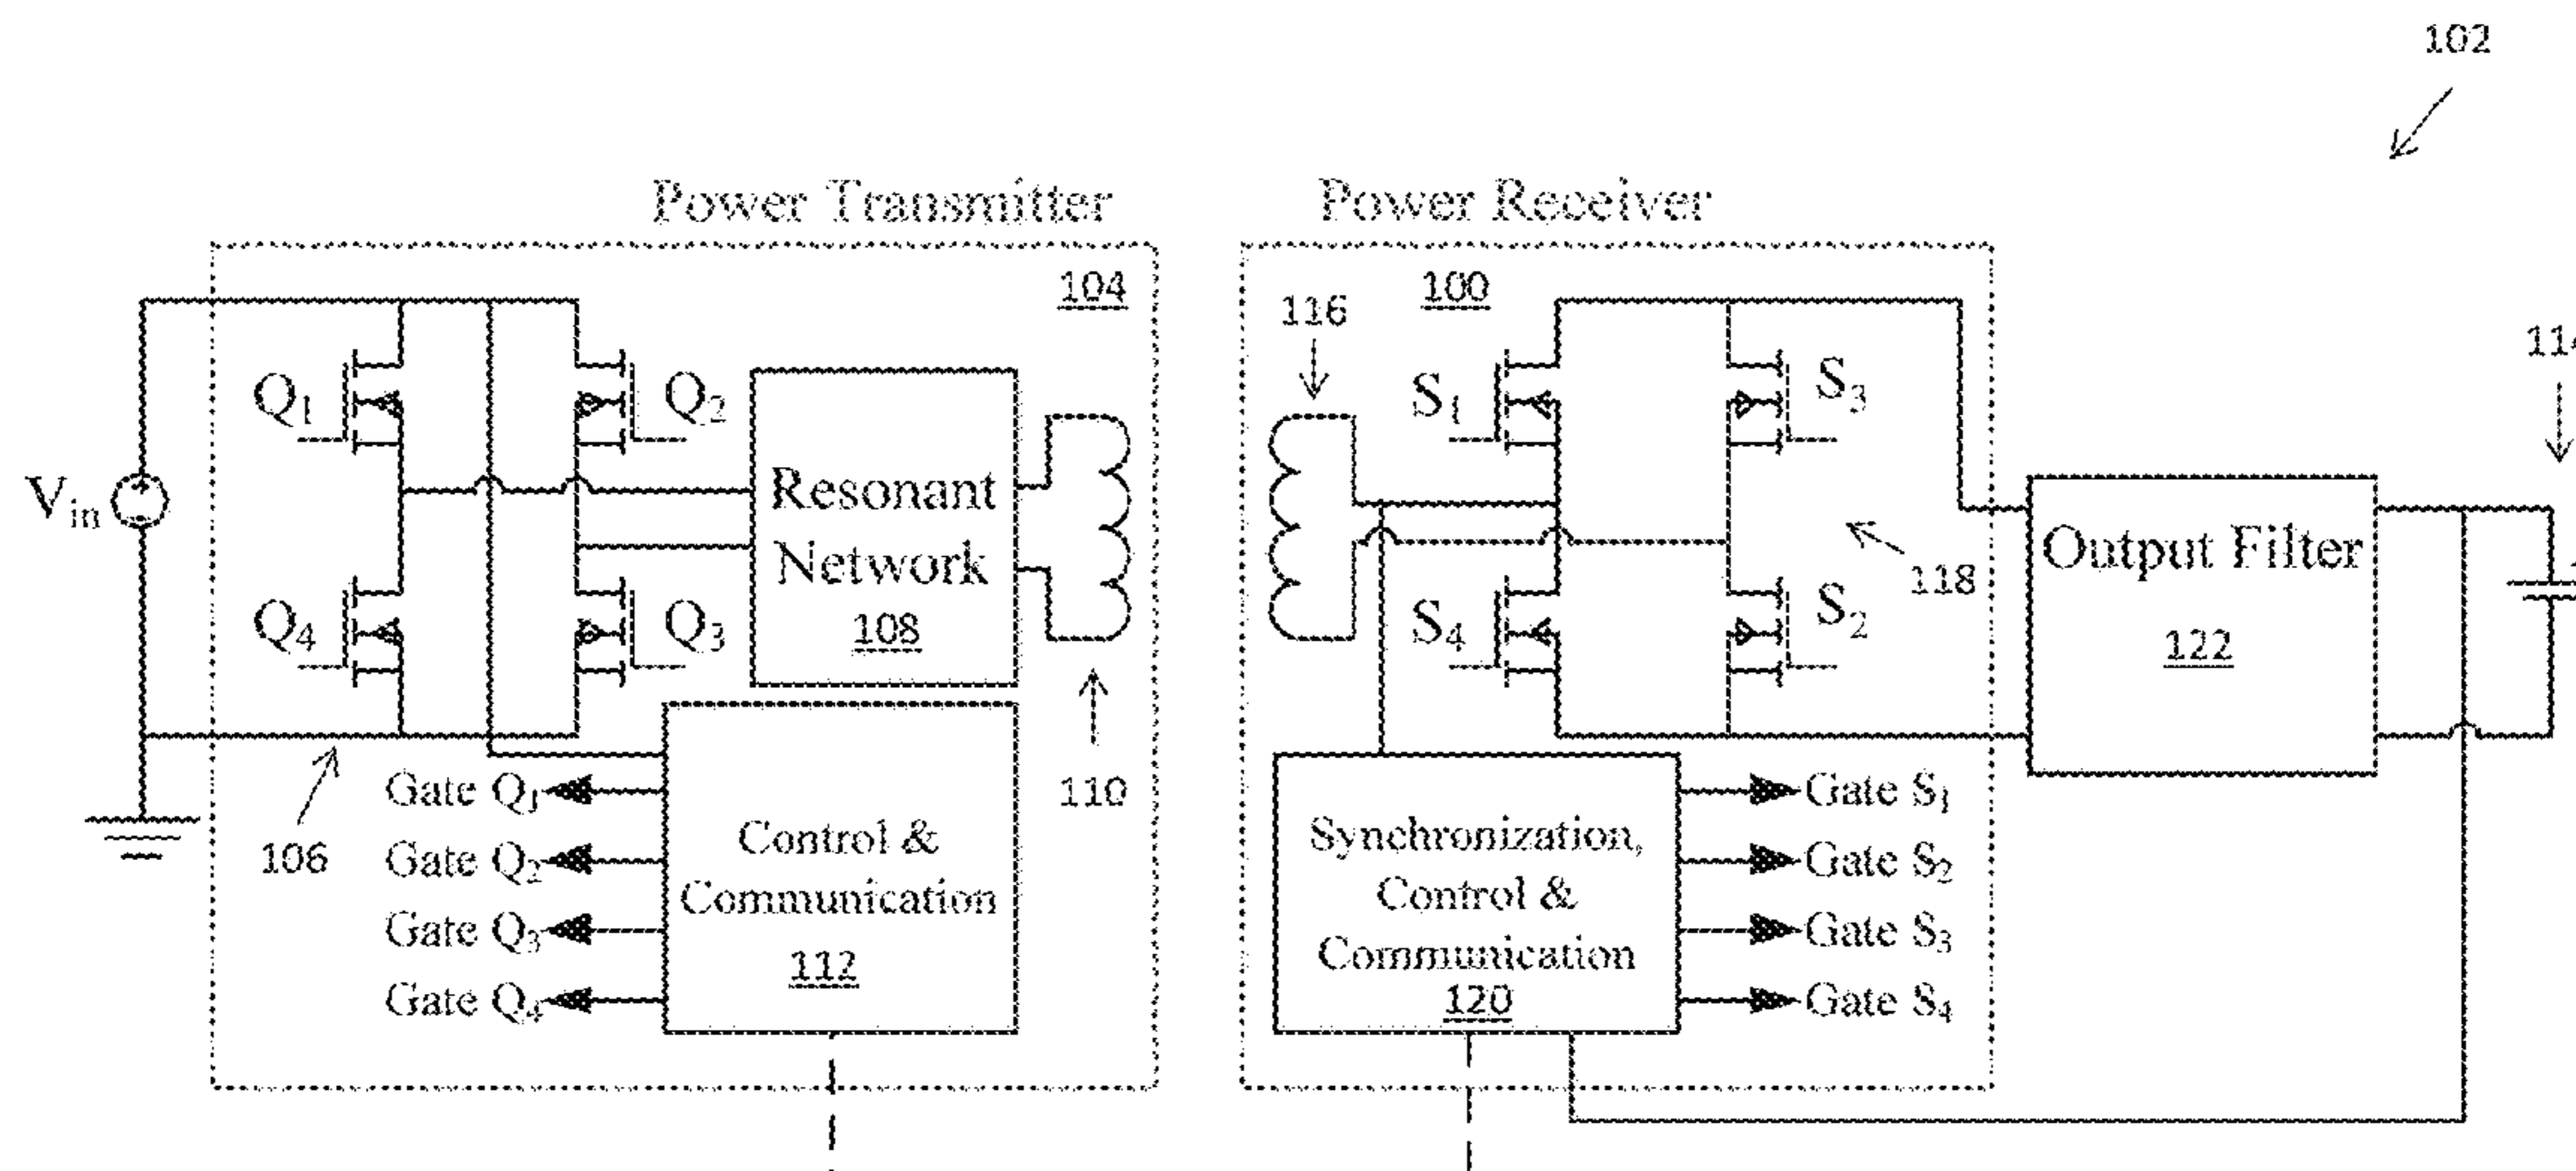 102
Power Transmitter
Power Receiver
104
100
116
Q1
Q2
S1
S3
Vin
Resonant
Network
108
Output Filter
122
118
Q4
Q3
S4
S2
110
106
Gate Q1
Gate Q2
Gate Q3
Gate Q4
Control &
Communication
112
Synchronization,
Control &
Communication
120
Gate S1
Gate S2
Gate S3
Gate S4